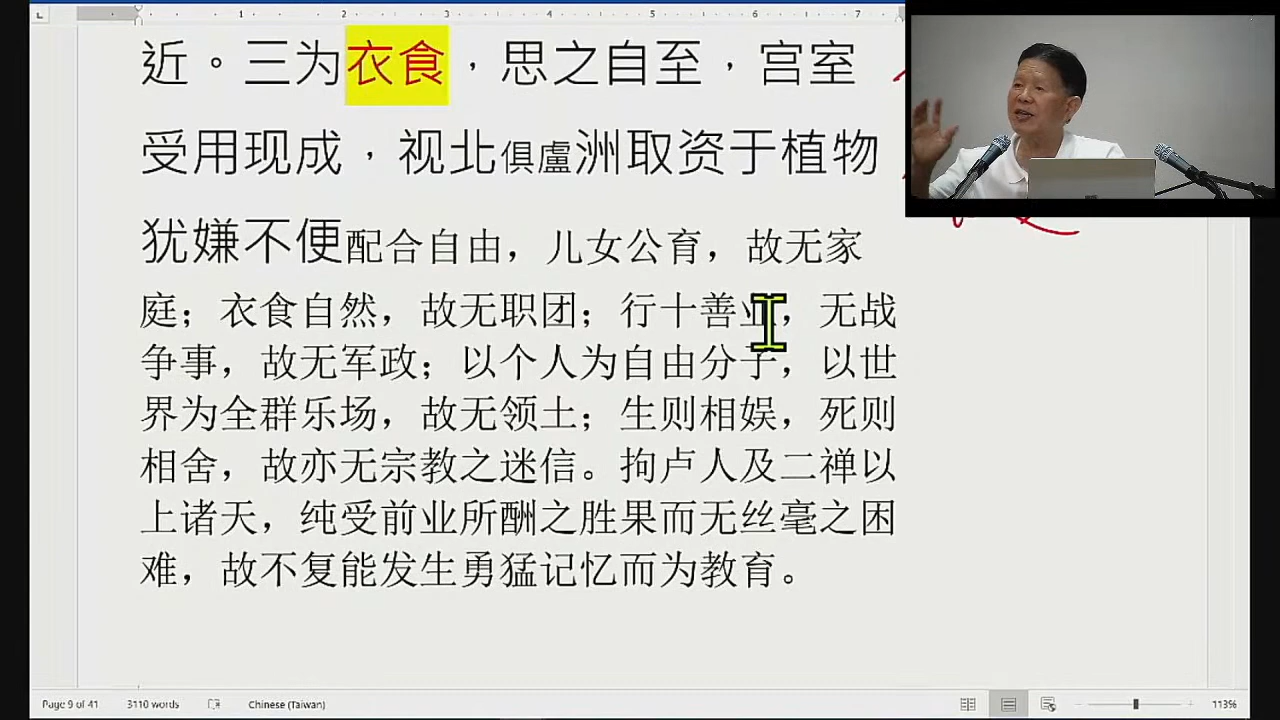 1 2 3 4 5 6 7
近。三为衣食，思之自至，宫室
受用现成，视北俱盧洲取资于植物
犹嫌不便配合自由，儿女公育，故无家
庭；衣食自然，故无职团；行十善业，无战
争事，故无军政；以个人为自由分子，以世
界为全群乐场，故无领土；生则相娱，死则
相舍，故亦无宗教之迷信。拘卢人及二禅以
上诸天，纯受前业所酬之胜果而无丝毫之困
难，故不复能发生勇猛记忆而为教育。
Page 9 of 41 3110 words Chinese (Taiwan) 113%